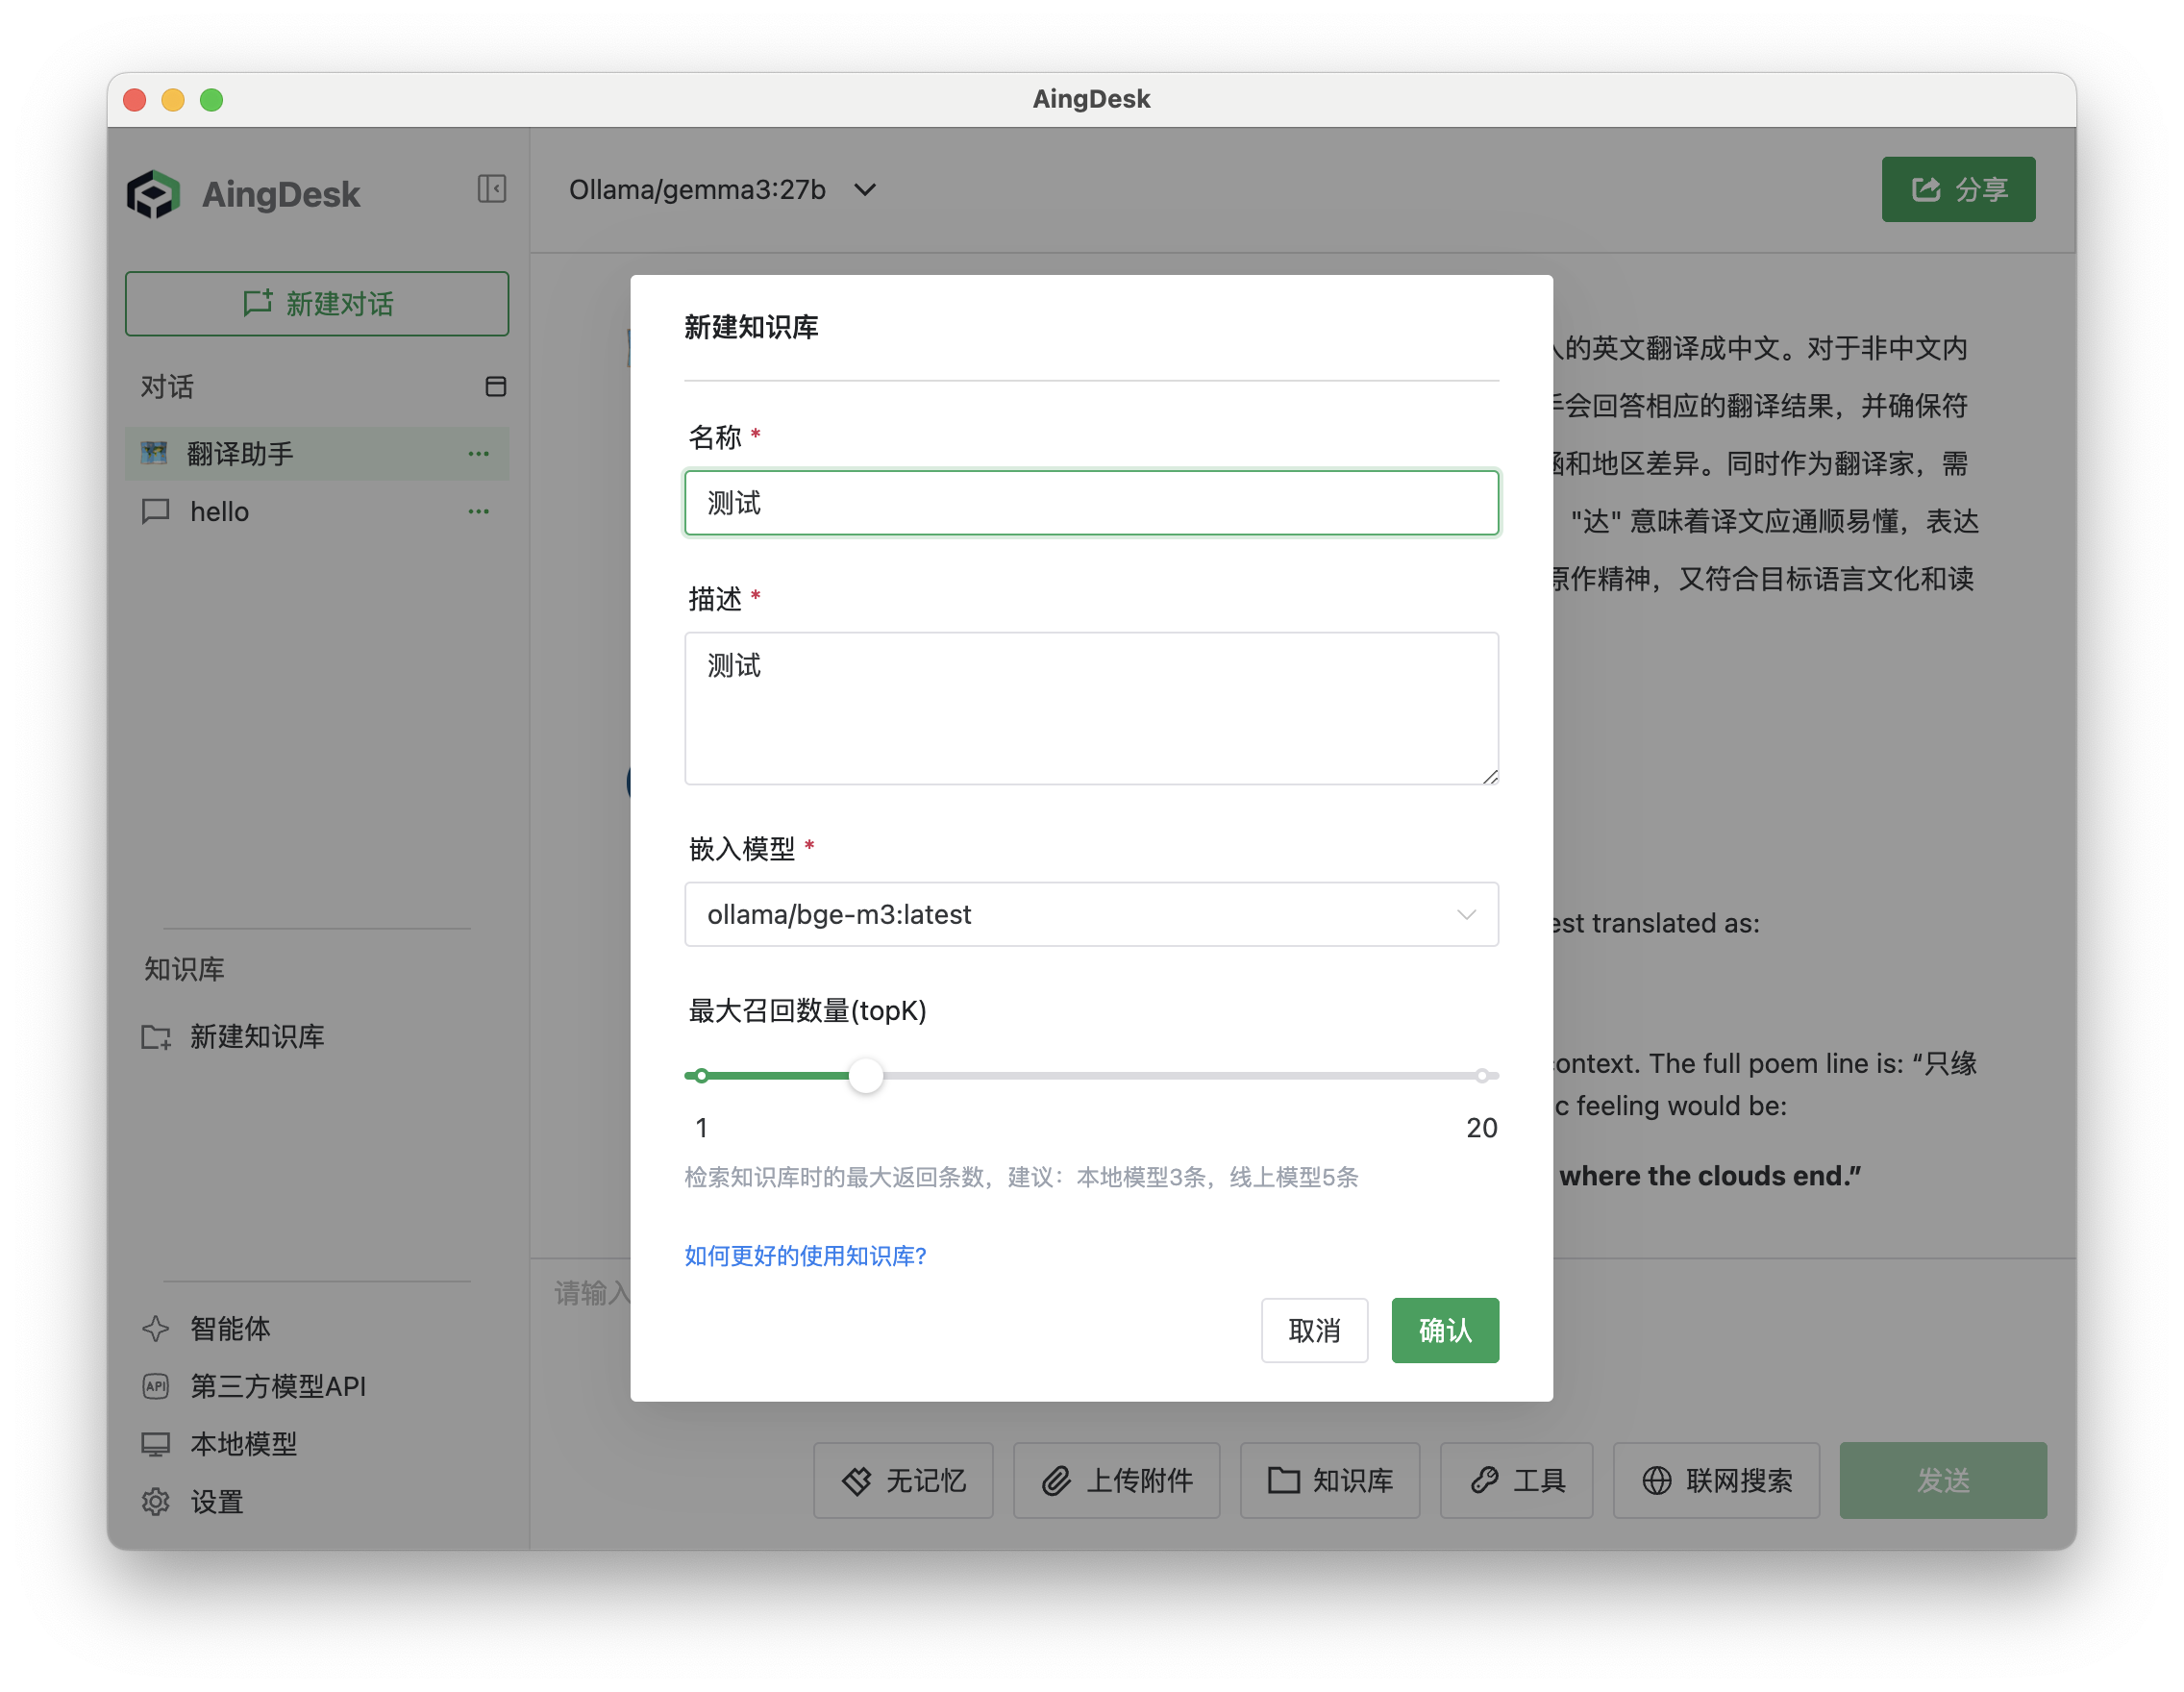 AingDesk
AingDesk
Ollama/gemma3:27b
分享
新建对话
对话
翻译助手
hello
知识库
新建知识库
智能体
API
第三方模型API
本地模型
设置
新建知识库
名称 *
测试
描述 *
测试
嵌入模型 *
ollama/bge-m3:latest
最大召回数量(topK)
1
20
检索知识库时的最大返回条数，建议：本地模型3条，线上模型5条
如何更好的使用知识库?
取消
确认
的英文翻译成中文。对于非中文内
会回答相应的翻译结果，并确保符
和地区差异。同时作为翻译家，需
"达" 意味着译文应通顺易懂，表达
原作精神，又符合目标语言文化和读
est translated as:
ontext. The full poem line is: “只缘
c feeling would be:
where the clouds end.”
请输入
无记忆
上传附件
知识库
工具
联网搜索
发送